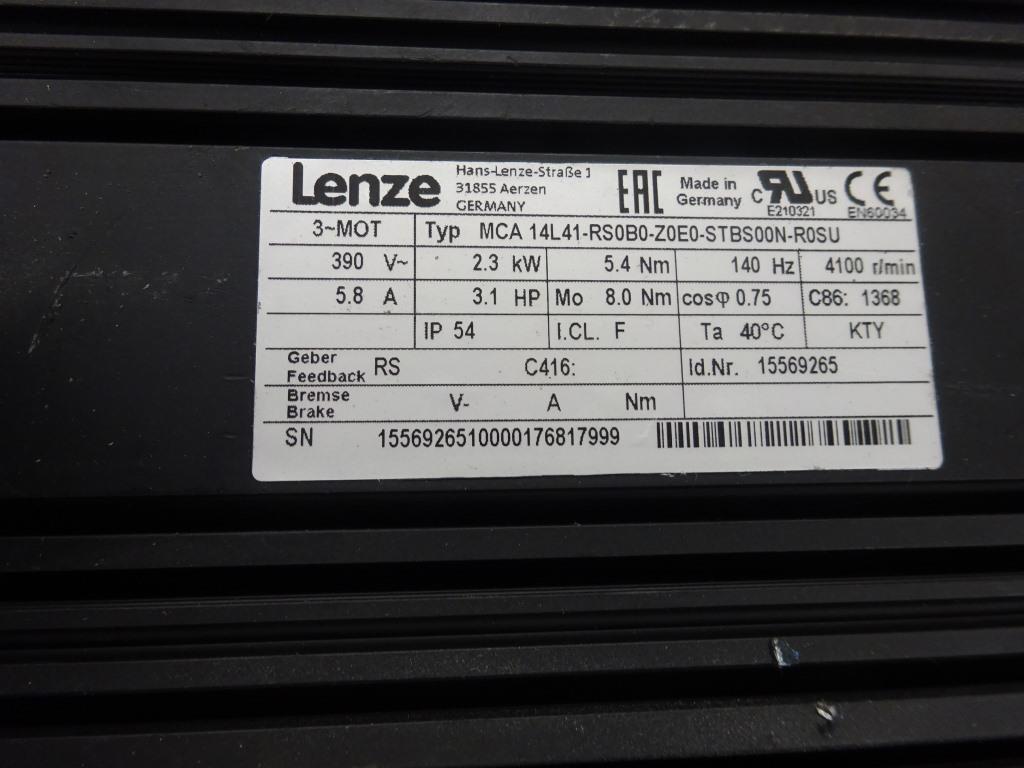 Lenze
Hans-Lenze-Straße 1
31855 Aerzen
GERMANY
EAC
Made in
Germany
C RU US
E210321
CE
EN60034
3~MOT Typ MCA 14L41-RS0B0-Z0E0-STBS00N-R0SU
390 V~ 2.3 kW 5.4 Nm 140 Hz 4100 r/min
5.8 A 3.1 HP Mo 8.0 Nm cosφ 0.75 C86: 1368
IP 54 I.CL. F Ta 40°C KTY
Geber
Feedback RS C416: Id.Nr. 15569265
Bremse
Brake V- A Nm
SN 1556926510000176817999